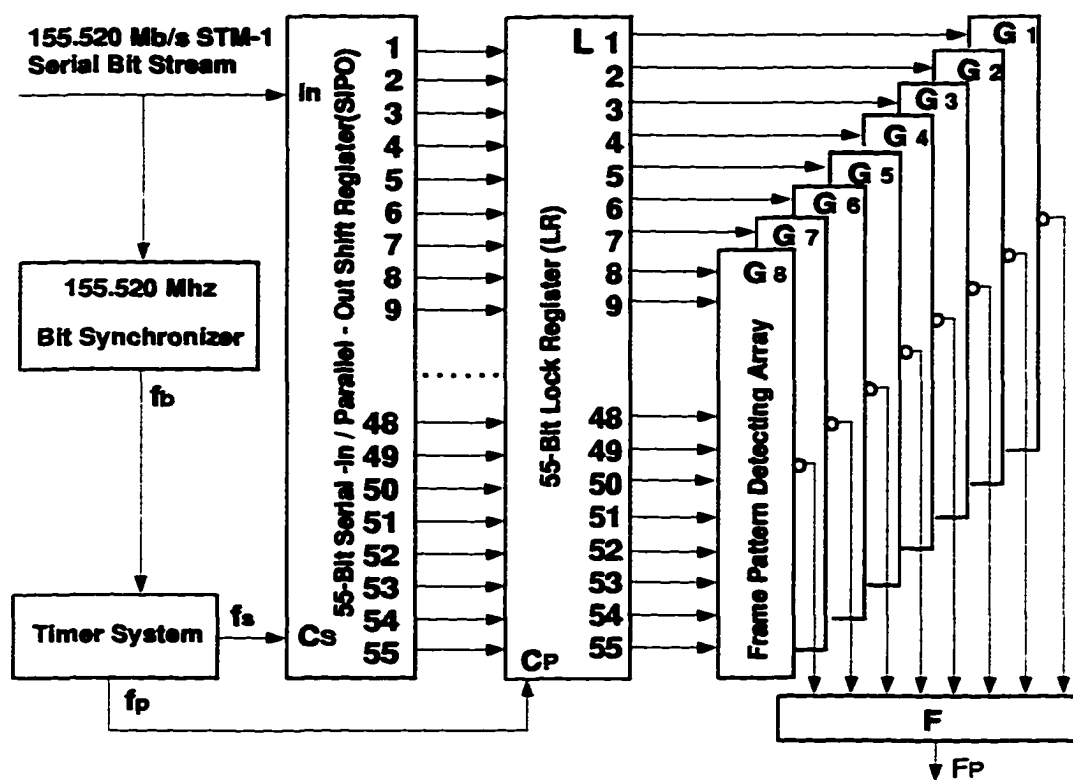 155.520 Mb/s STM-1
Serial Bit Stream
In
55-Bit Serial -In / Parallel - Out Shift Register(SIPO)
1
2
3
4
5
6
7
8
9
.......
48
49
50
51
52
53
54
55
Cs
155.520 Mhz
Bit Synchronizer
fb
Timer System
fs
fp
55-Bit Lock Register (LR)
L 1
2
3
4
5
6
7
8
9
48
49
50
51
52
53
54
55
CP
G 1
G 2
G 3
G 4
G 5
G 6
G 7
G 8
Frame Pattern Detecting Array
F
FP